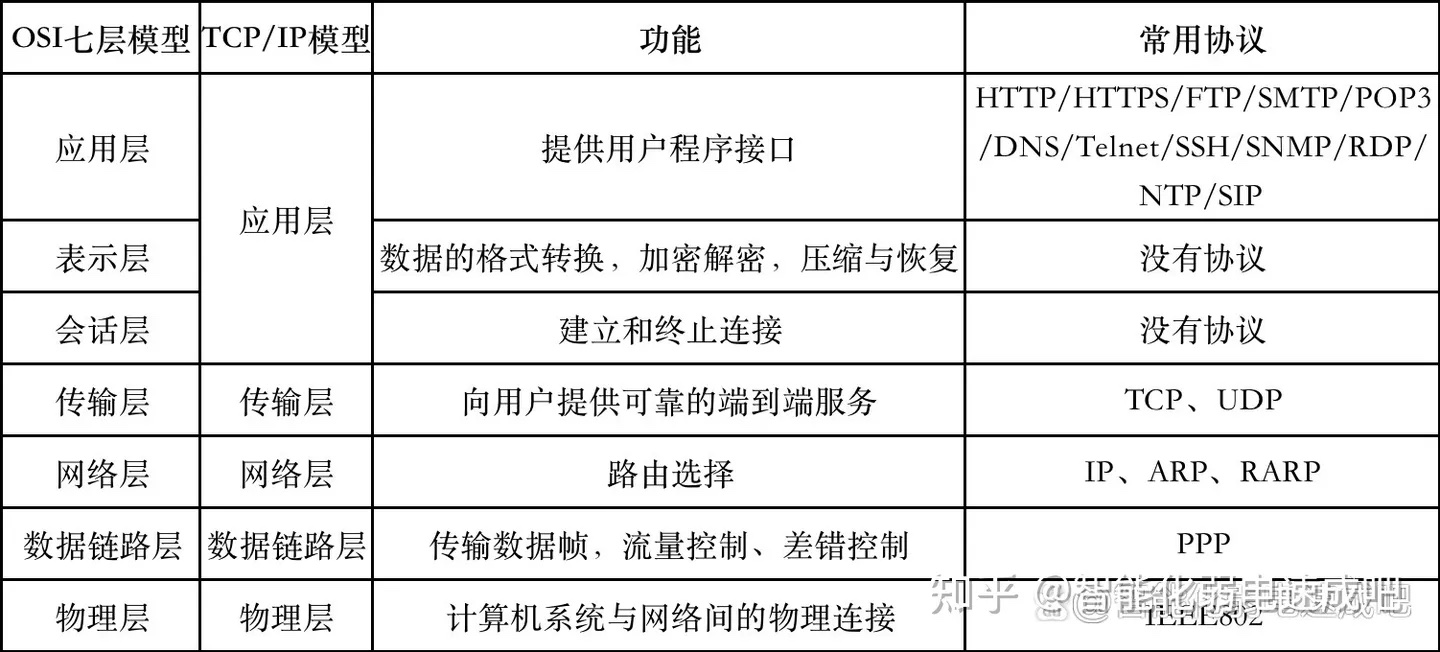 OSI七层模型 TCP/IP模型 功能 常用协议
应用层 应用层 提供用户程序接口 HTTP/HTTPS/FTP/SMTP/POP3
/DNS/Telnet/SSH/SNMP/RDP/
NTP/SIP
表示层 数据的格式转换，加密解密，压缩与恢复 没有协议
会话层 建立和终止连接 没有协议
传输层 传输层 向用户提供可靠的端到端服务 TCP、UDP
网络层 网络层 路由选择 IP、ARP、RARP
数据链路层 数据链路层 传输数据帧，流量控制、差错控制 PPP
物理层 物理层 计算机系统与网络间的物理连接 IEEE802
知乎 @智能化弱电速成吧